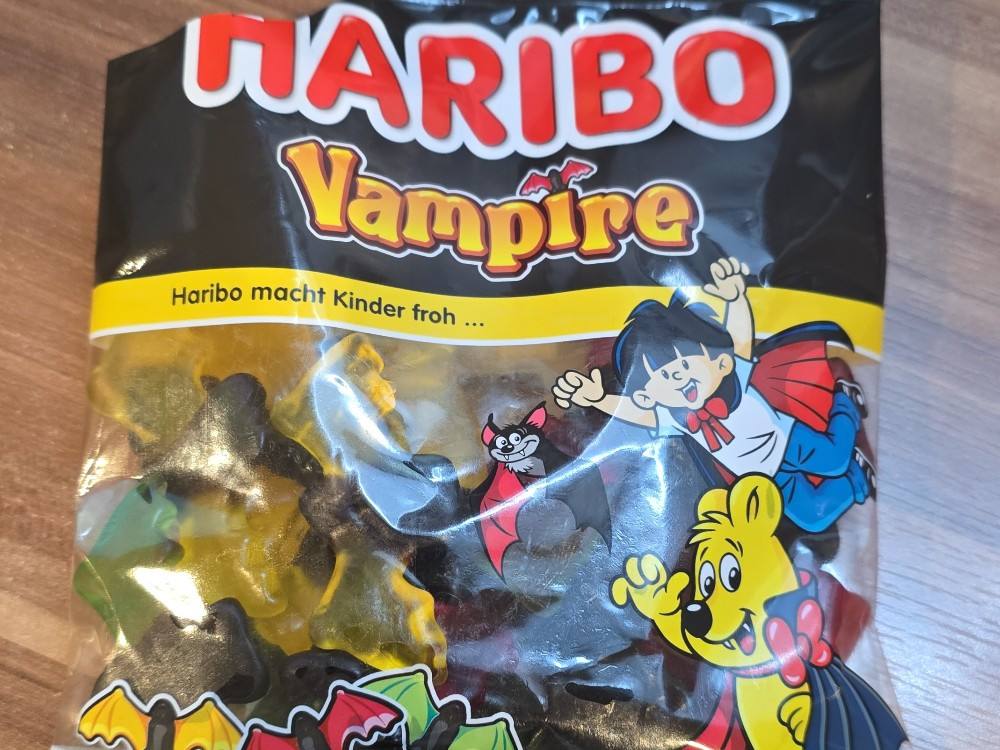 HARIBO
Vampire
Haribo macht Kinder froh ...